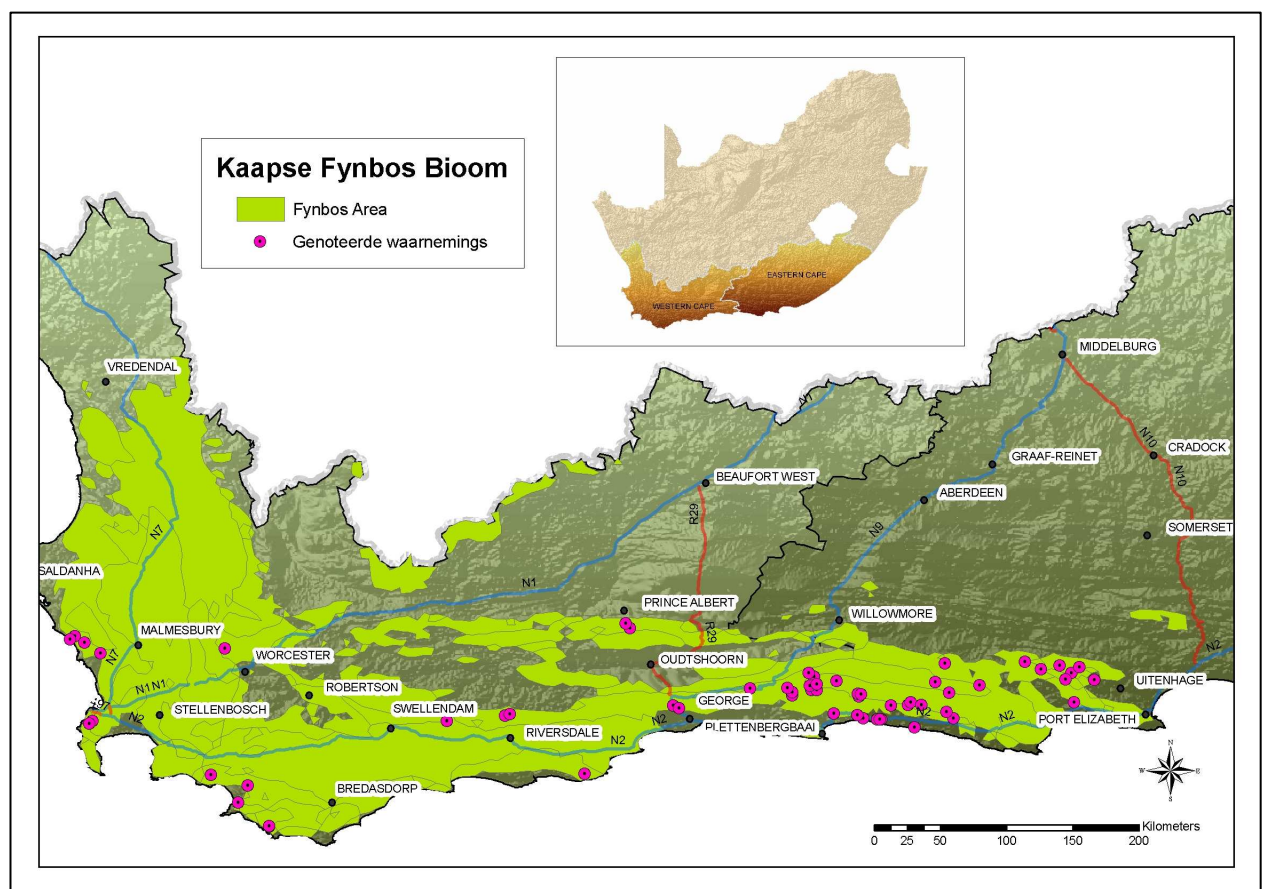 Kaapse Fynbos Bioom
Fynbos Area
Genoteerde waarnemings
EASTERN CAPE
WESTERN CAPE
MIDDELBURG
VREDENDAL
N1
N10
CRADOCK
GRAAF-REINET
N10
BEAUFORT WEST
ABERDEEN
R29
N7
N9
SOMERSET
SALDANHA
N1
PRINCE ALBERT
WILLOWMORE
R29
MALMESBURY
N2
WORCESTER
OUDTSHOORN
N7
UITENHAGE
N1
N1
ROBERTSON
GEORGE
STELLENBOSCH
SWELLENDAM
N2
N2
N2
PORT ELIZABETH
N2
PLETTENBERGBAAI
RIVERSDALE
N2
N
W
E
S
BREDASDORP
Kilometers
0 25 50 100 150 200